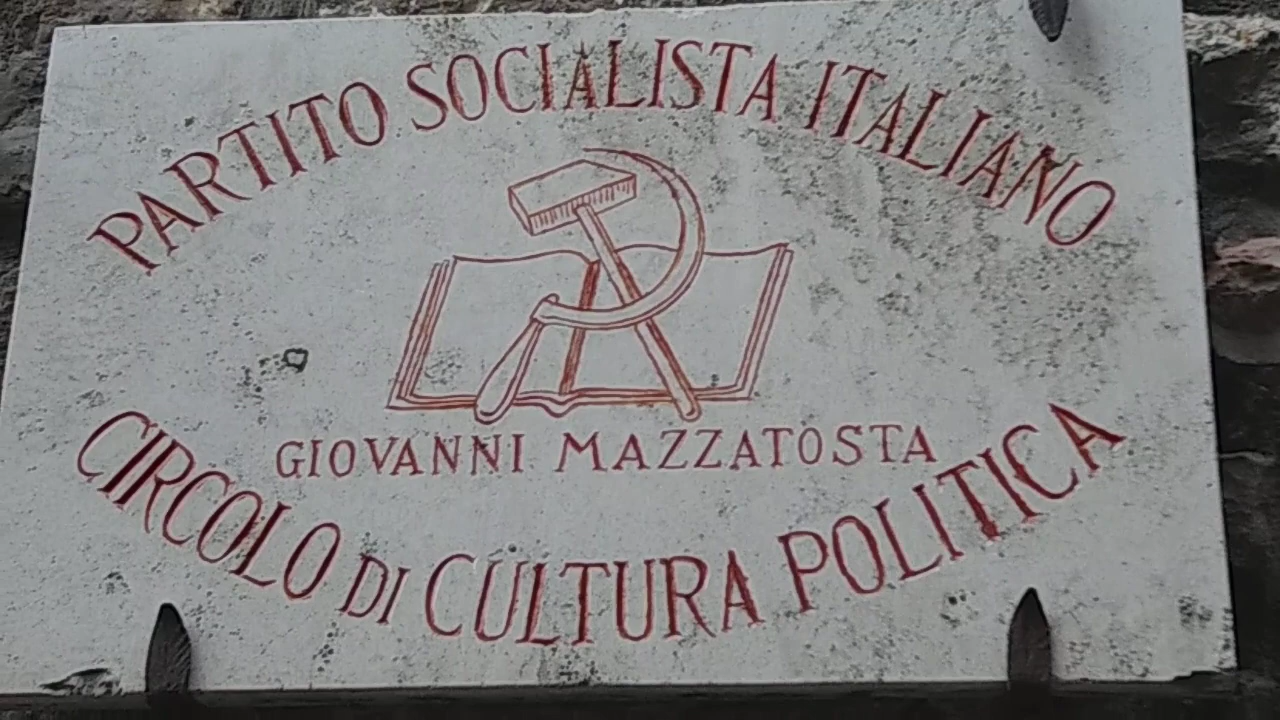 PARTITO SOCIALISTA ITALIANO
GIOVANNI MAZZATOSTA
CIRCOLO DI CULTURA POLITICA